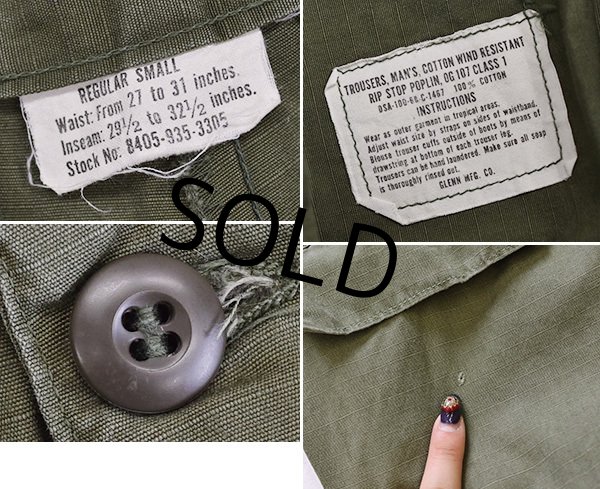 REGULAR SMALL
Waist: From 27 to 31 inches.
Inseam: 29 1/2 to 32 1/2 inches.
Stock No: 8405-935-3305
TROUSERS, MAN'S, COTTON WIND RESISTANT
RIP STOP POPLIN, OG 107 CLASS 1
DSA-100-68-C-1467 100% COTTON
INSTRUCTIONS
Wear as outer garment in tropical areas.
Adjust waist size by straps on sides of waistband.
Blouse trouser cuffs outside of boots by means of
drawstring at bottom of each trouser leg.
Trousers can be hand laundered. Make sure all soap
is thoroughly rinsed out.
GLENN MFG. CO.
SOLD